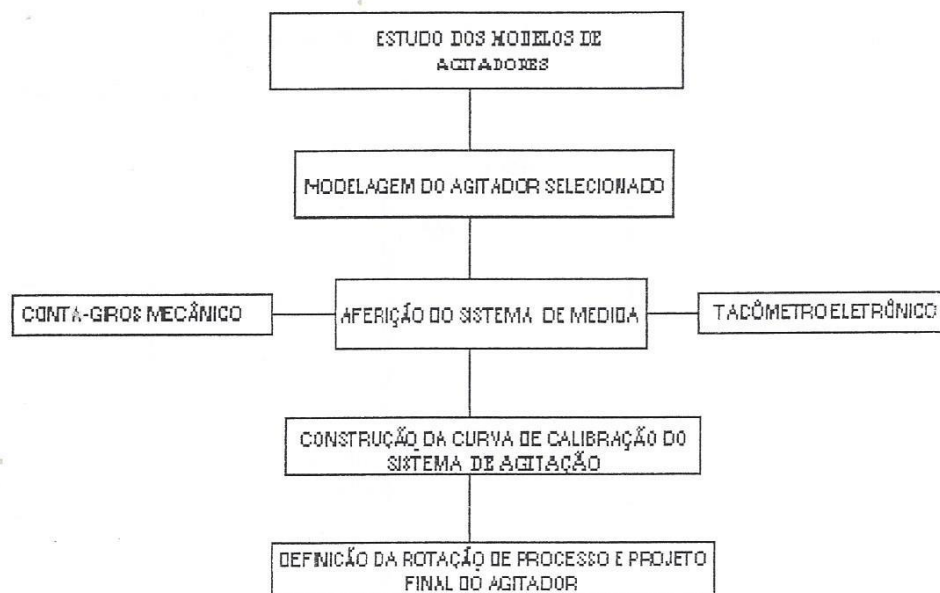 ESTUDO DOS MODELOS DE
AGITADORES
MODELAGEM DO AGITADOR SELECIONADO
CONTA-GIROS MECÂNICO
AFERIÇÃO DO SISTEMA DE MEDIDA
TACÔMETRO ELETRÔNICO
CONSTRUÇÃO DA CURVA DE CALIBRAÇÃO DO
SISTEMA DE AGITAÇÃO
DEFINICÃO DA ROTAÇÃO DE PROCESSO E PROJETO
FINAL DO AGITADOR